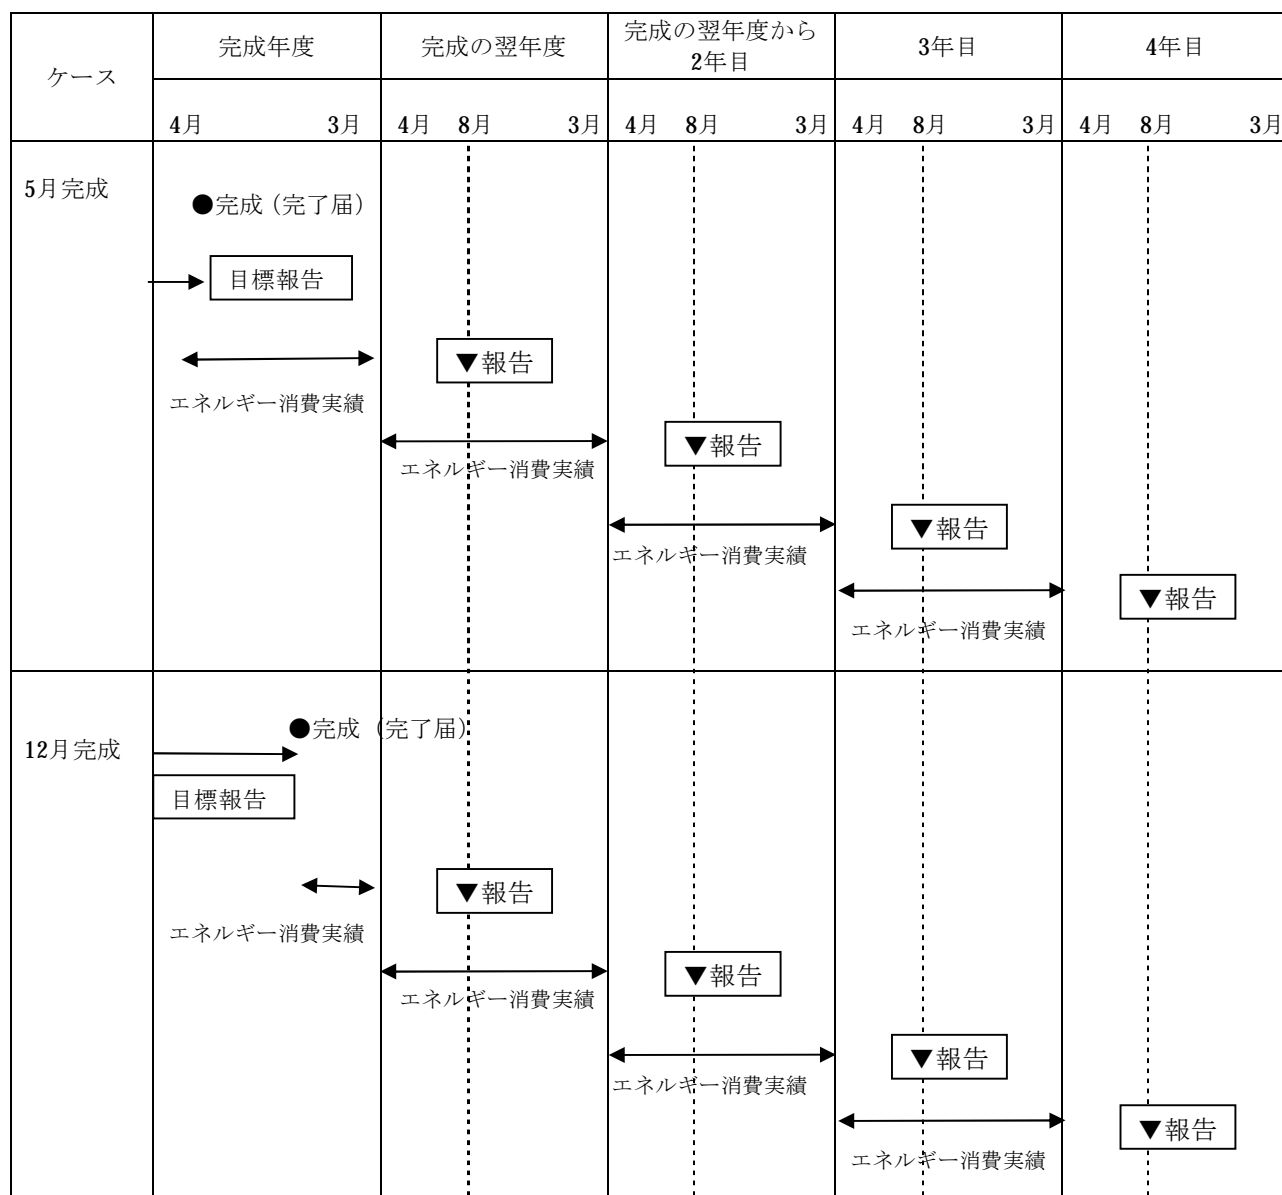 ケース
完成年度
完成の翌年度
完成の翌年度から
2年目
3年目
4年目
4月 3月 4月 8月 3月 4月 8月 3月 4月 8月 3月 4月 8月 3月
5月完成
●完成（完了届）
目標報告
▼報告
エネルギー消費実績
▼報告
エネルギー消費実績
▼報告
エネルギー消費実績
▼報告
エネルギー消費実績
12月完成
●完成（完了届）
目標報告
▼報告
エネルギー消費実績
▼報告
エネルギー消費実績
▼報告
エネルギー消費実績
▼報告
エネルギー消費実績